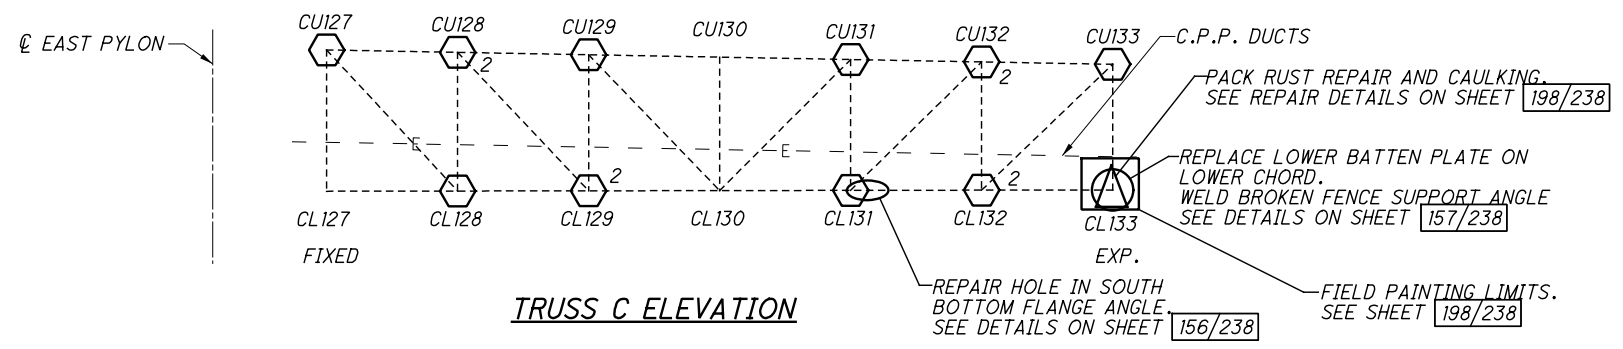 CU127
CU128
CU129
CU130
CU131
CU132
CU133
℄ EAST PYLON
2
2
C.P.P. DUCTS
PACK RUST REPAIR AND CAULKING.
SEE REPAIR DETAILS ON SHEET 198/238
E
E
REPLACE LOWER BATTEN PLATE ON
LOWER CHORD.
WELD BROKEN FENCE SUPPORT ANGLE
SEE DETAILS ON SHEET 157/238
2
2
CL127
CL128
CL129
CL130
CL131
CL132
CL133
FIXED
EXP.
REPAIR HOLE IN SOUTH
BOTTOM FLANGE ANGLE.
SEE DETAILS ON SHEET 156/238
FIELD PAINTING LIMITS.
SEE SHEET 198/238
TRUSS C ELEVATION